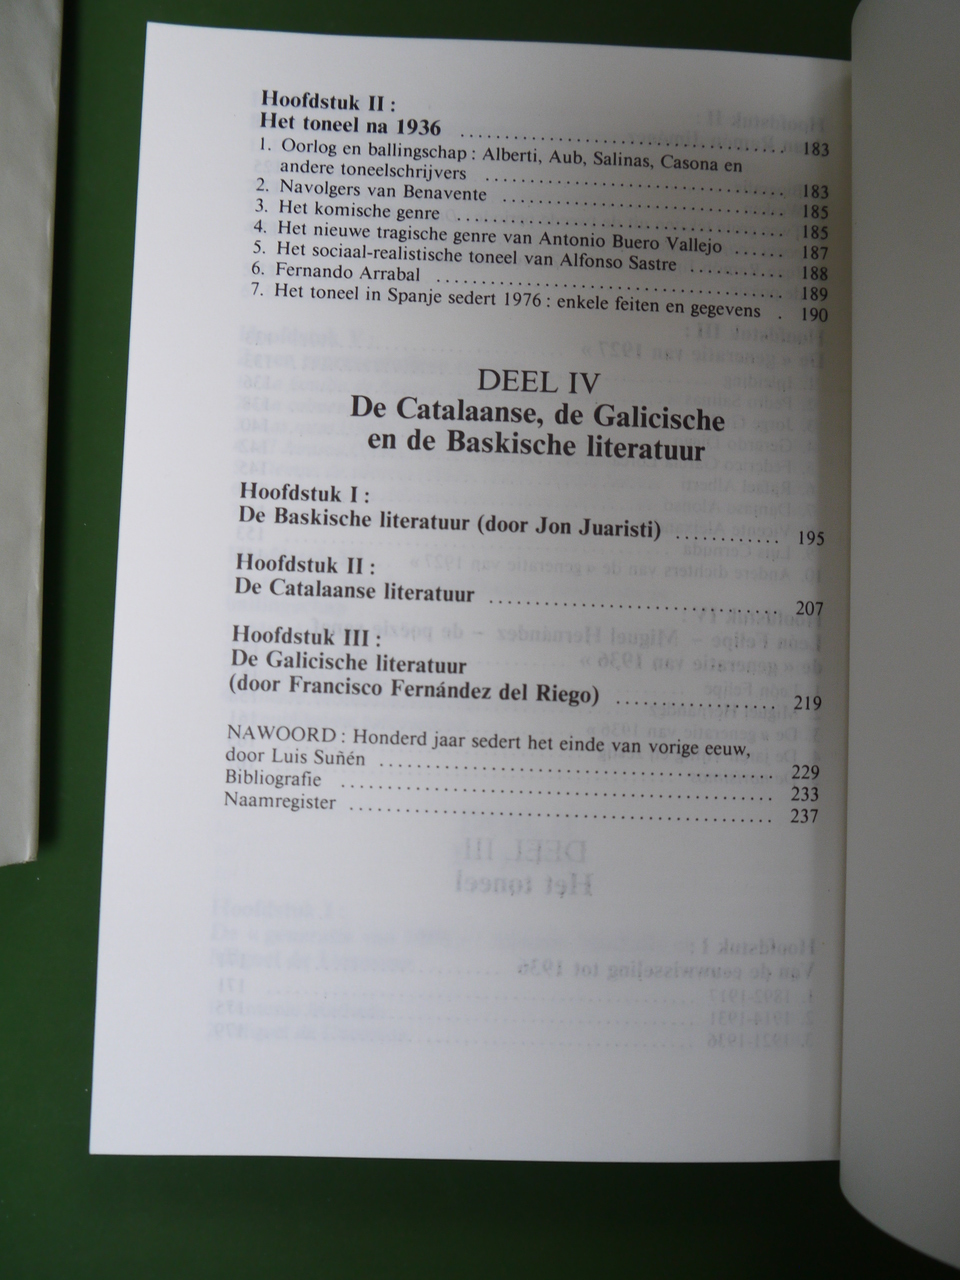 Hoofdstuk II :
Het toneel na 1936 ........ 183
1. Oorlog en ballingschap : Alberti, Aub, Salinas, Casona en
andere toneelschrijvers ........ 183
2. Navolgers van Benavente ........ 185
3. Het komische genre ........ 185
4. Het nieuwe tragische genre van Antonio Buero Vallejo ...... 187
5. Het sociaal-realistische toneel van Alfonso Sastre .......... 188
6. Fernando Arrabal ........ 189
7. Het toneel in Spanje sedert 1976 : enkele feiten en gegevens . 190
DEEL IV
De Catalaanse, de Galicische
en de Baskische literatuur
Hoofdstuk I :
De Baskische literatuur (door Jon Juaristi) ............ 195
Hoofdstuk II :
De Catalaanse literatuur ........ 207
Hoofdstuk III :
De Galicische literatuur
(door Francisco Fernández del Riego) ........ 219
NAWOORD : Honderd jaar sedert het einde van vorige eeuw,
door Luis Suñén ........ 229
Bibliografie ........ 233
Naamregister ........ 237